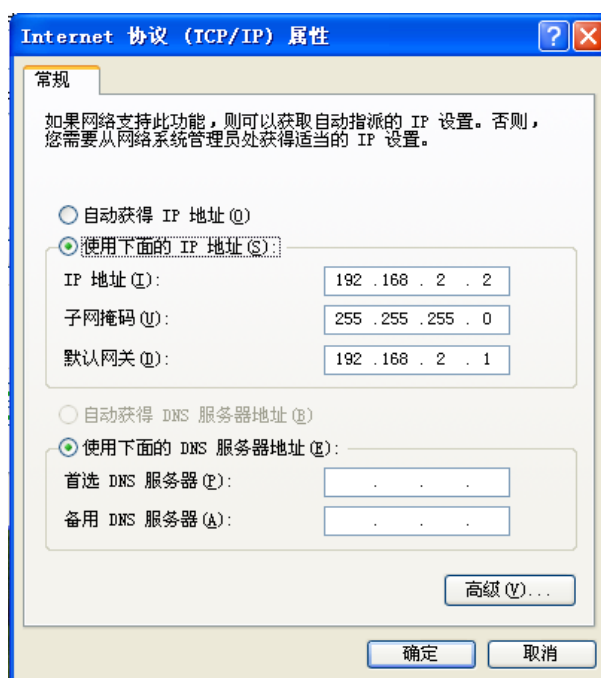 Internet 协议 (TCP/IP) 属性
常规
如果网络支持此功能，则可以获取自动指派的 IP 设置。否则，
您需要从网络系统管理员处获得适当的 IP 设置。
自动获得 IP 地址(O)
使用下面的 IP 地址(S):
IP 地址(I): 192 .168 . 2 . 2
子网掩码(U): 255 .255 .255 . 0
默认网关(D): 192 .168 . 2 . 1
自动获得 DNS 服务器地址(B)
使用下面的 DNS 服务器地址(E):
首选 DNS 服务器(P): . . .
备用 DNS 服务器(A): . . .
高级(V)...
确定 取消